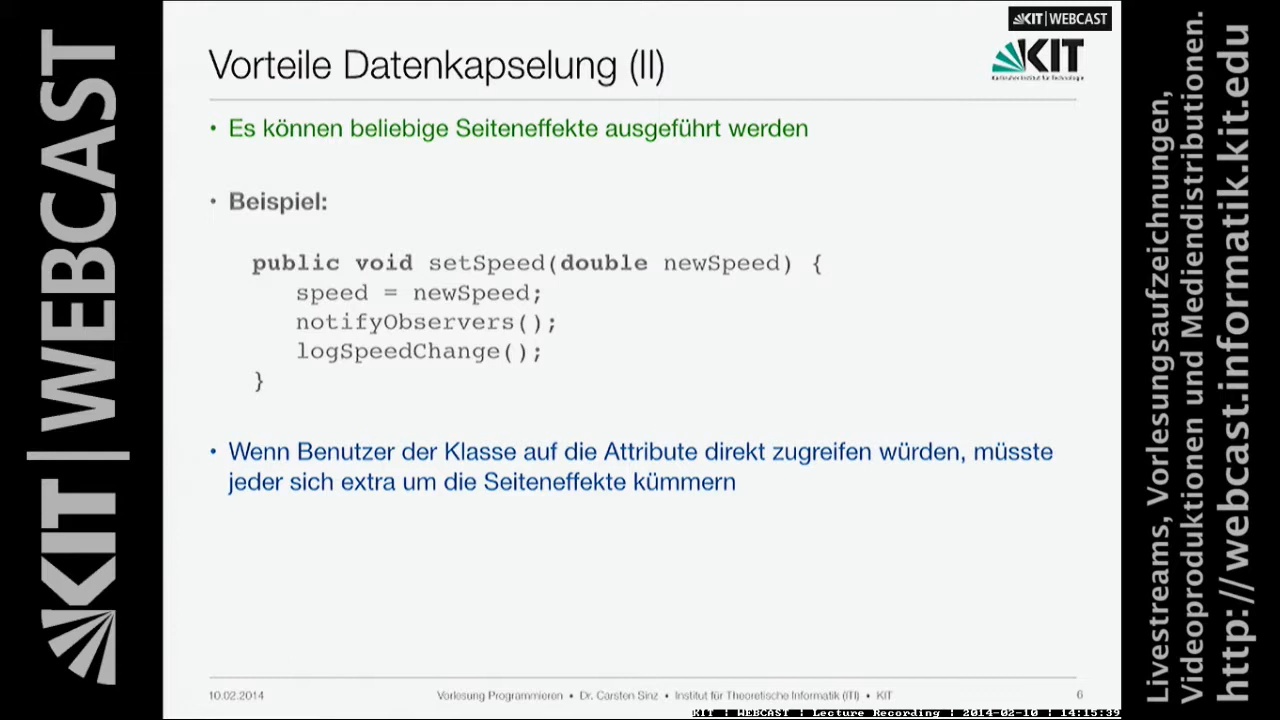 KIT|WEBCAST
KIT|WEBCAST
Vorteile Datenkapselung (II)
KIT
Karlsruher Institut für Technologie
• Es können beliebige Seiteneffekte ausgeführt werden
• Beispiel:
public void setSpeed(double newSpeed) {
speed = newSpeed;
notifyObservers();
logSpeedChange();
}
• Wenn Benutzer der Klasse auf die Attribute direkt zugreifen würden, müsste
jeder sich extra um die Seiteneffekte kümmern
10.02.2014
Vorlesung Programmieren • Dr. Carsten Sinz • Institut für Theoretische Informatik (ITI) • KIT
6
KIT : WEBCAST : Lecture Recording : 2014-02-10 : 14:15:39
Livestreams, Vorlesungsaufzeichnungen,
Videoproduktionen und Mediendistributionen.
http://webcast.informatik.kit.edu